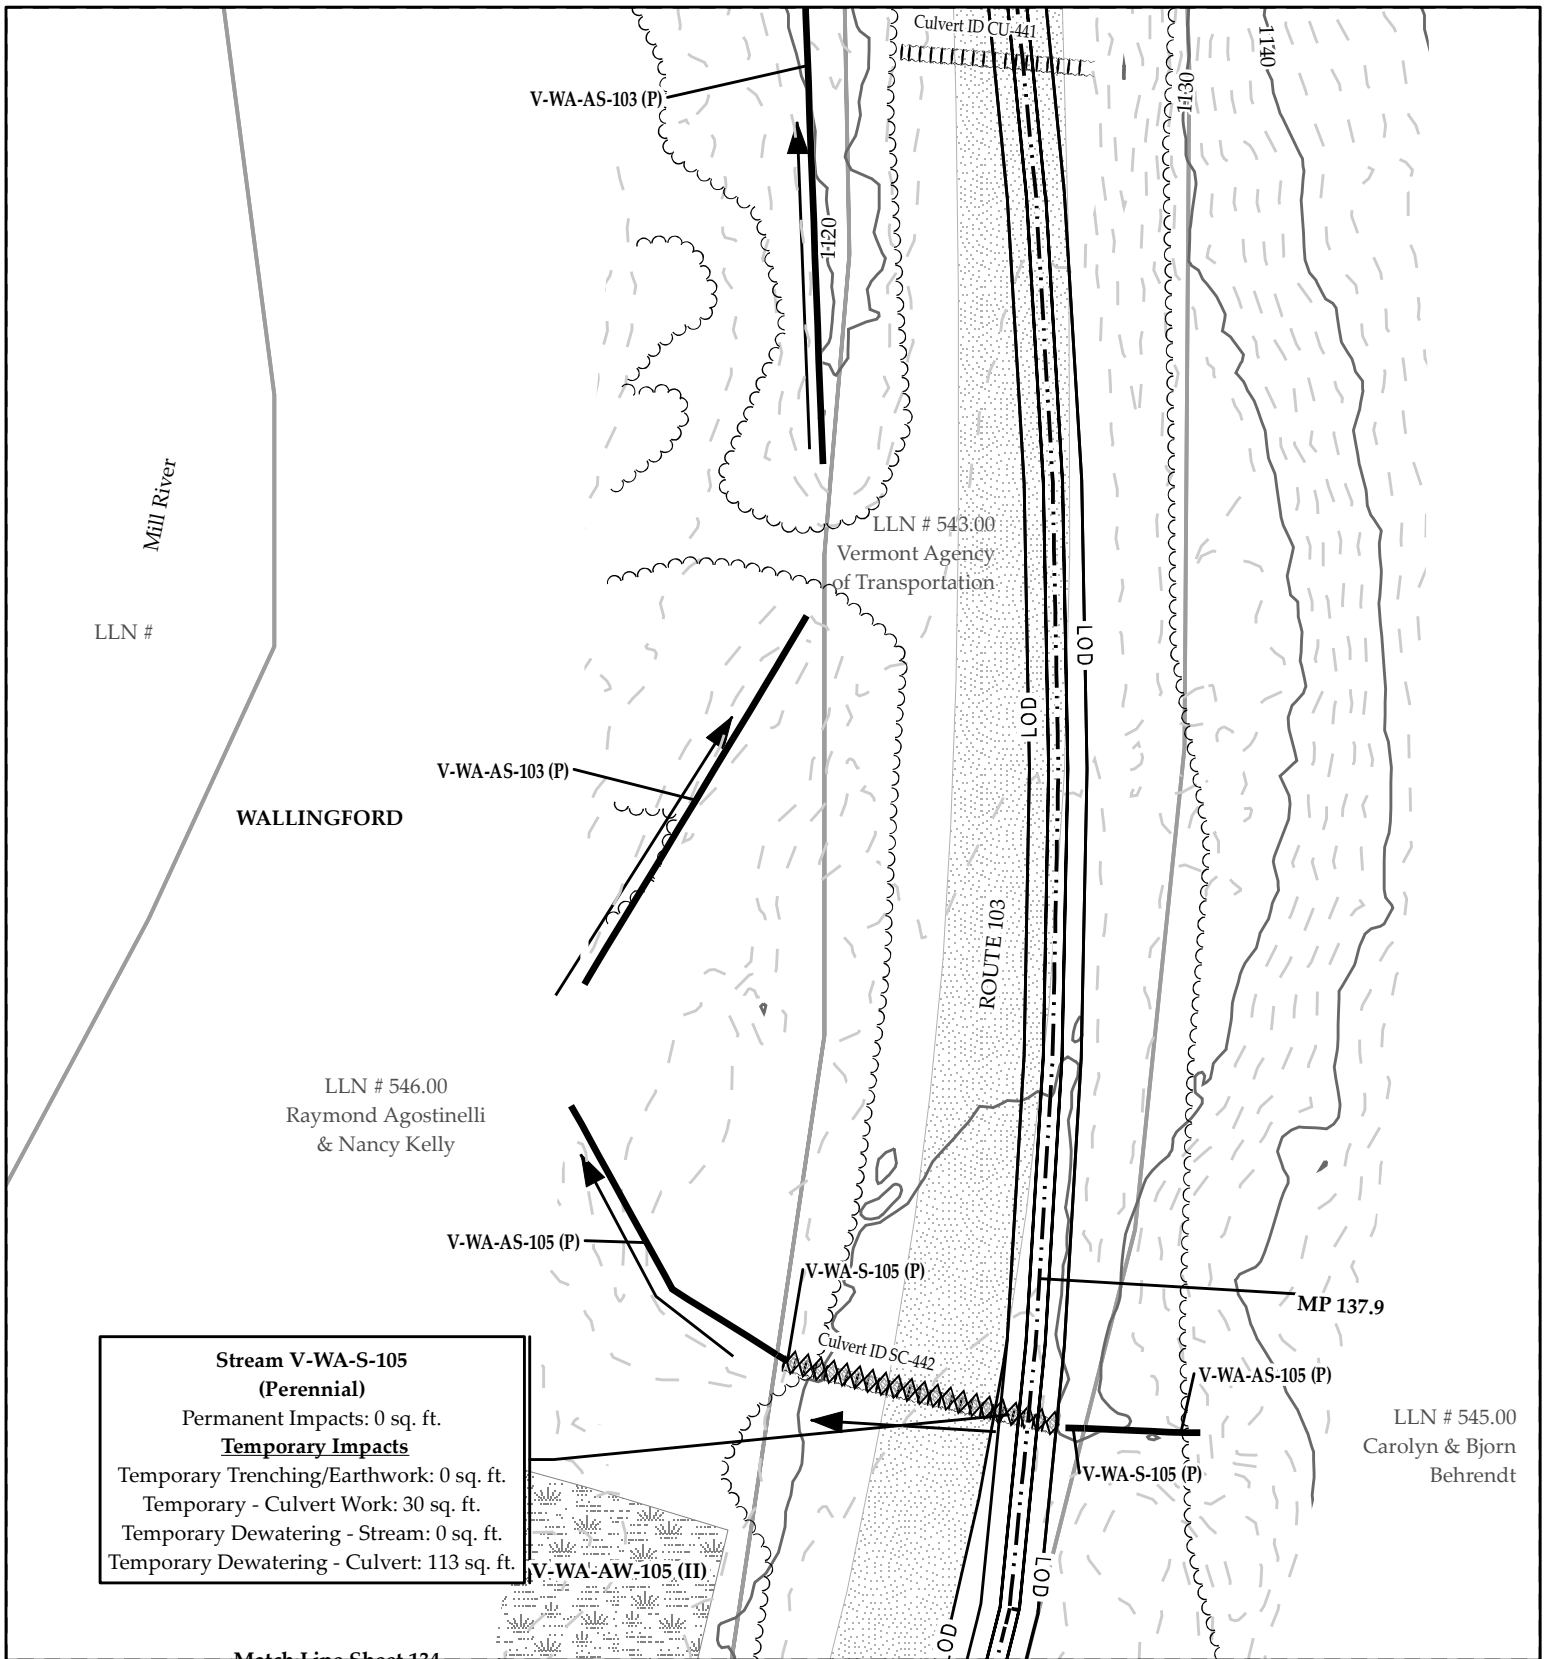 Culvert ID CU-441
1140
1130
V-WA-AS-103 (P)
1120
Mill River
LLN # 543.00
Vermont Agency
of Transportation
LLN #
LOD
LOD
V-WA-AS-103 (P)
WALLINGFORD
ROUTE 103
LLN # 546.00
Raymond Agostinelli
& Nancy Kelly
V-WA-AS-105 (P)
V-WA-S-105 (P)
MP 137.9
Culvert ID SC-442
V-WA-AS-105 (P)
LLN # 545.00
Carolyn & Bjorn
Behrendt
V-WA-S-105 (P)
Stream V-WA-S-105
(Perennial)
Permanent Impacts: 0 sq. ft.
Temporary Impacts
Temporary Trenching/Earthwork: 0 sq. ft.
Temporary - Culvert Work: 30 sq. ft.
Temporary Dewatering - Stream: 0 sq. ft.
Temporary Dewatering - Culvert: 113 sq. ft.
V-WA-AW-105 (II)
LOD
LOD
Match Line Sheet 134